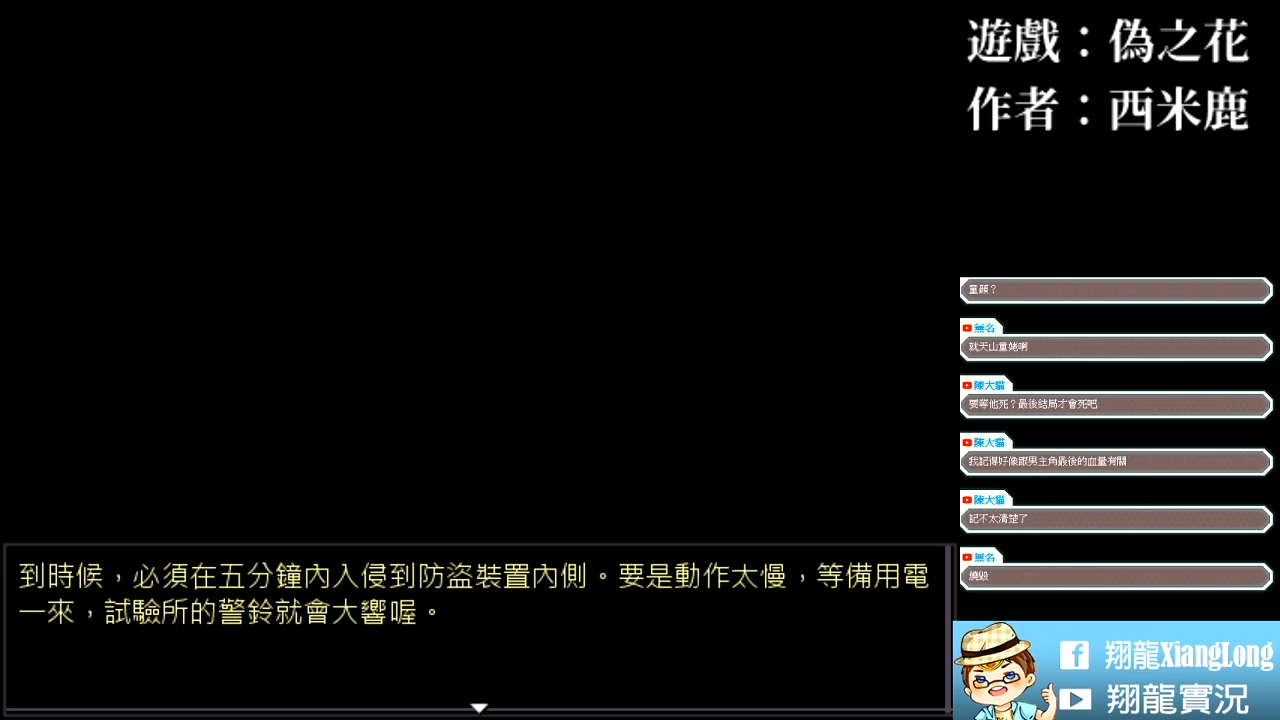 遊戲：偽之花
作者：西米鹿
童顏？
無名
就天山童姥啊
陳大貓
要等他死？最後結局才會死吧
陳大貓
我記得好像跟男主角最後的血量有關
陳大貓
記不太清楚了
無名
燒毀
到時候，必須在五分鐘內入侵到防盜裝置內側。要是動作太慢，等備用電
一來，試驗所的警鈴就會大響喔。
翔龍XiangLong
翔龍實況